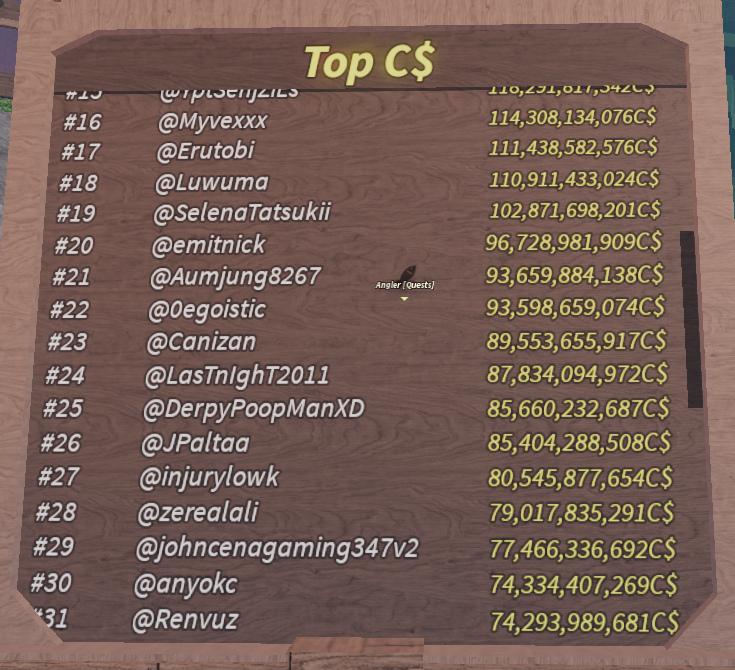 Top C$
#15 118,291,817,342C$
#16 @Myvexxx 114,308,134,076C$
#17 @Erutobi 111,438,582,576C$
#18 @Luwuma 110,911,433,024C$
#19 @SelenaTatsukii 102,871,698,201C$
#20 @emitnick 96,728,981,909C$
#21 @Aumjung8267 93,659,884,138C$
Angler [Quests]
#22 @0egoistic 93,598,659,074C$
#23 @Canizan 89,553,655,917C$
#24 @LasTnIghT2011 87,834,094,972C$
#25 @DerpyPoopManXD 85,660,232,687C$
#26 @JPaltaa 85,404,288,508C$
#27 @injurylowk 80,545,877,654C$
#28 @zerealali 79,017,835,291C$
#29 @johncenagaming347v2 77,466,336,692C$
#30 @anyokc 74,334,407,269C$
#31 @Renvuz 74,293,989,681C$